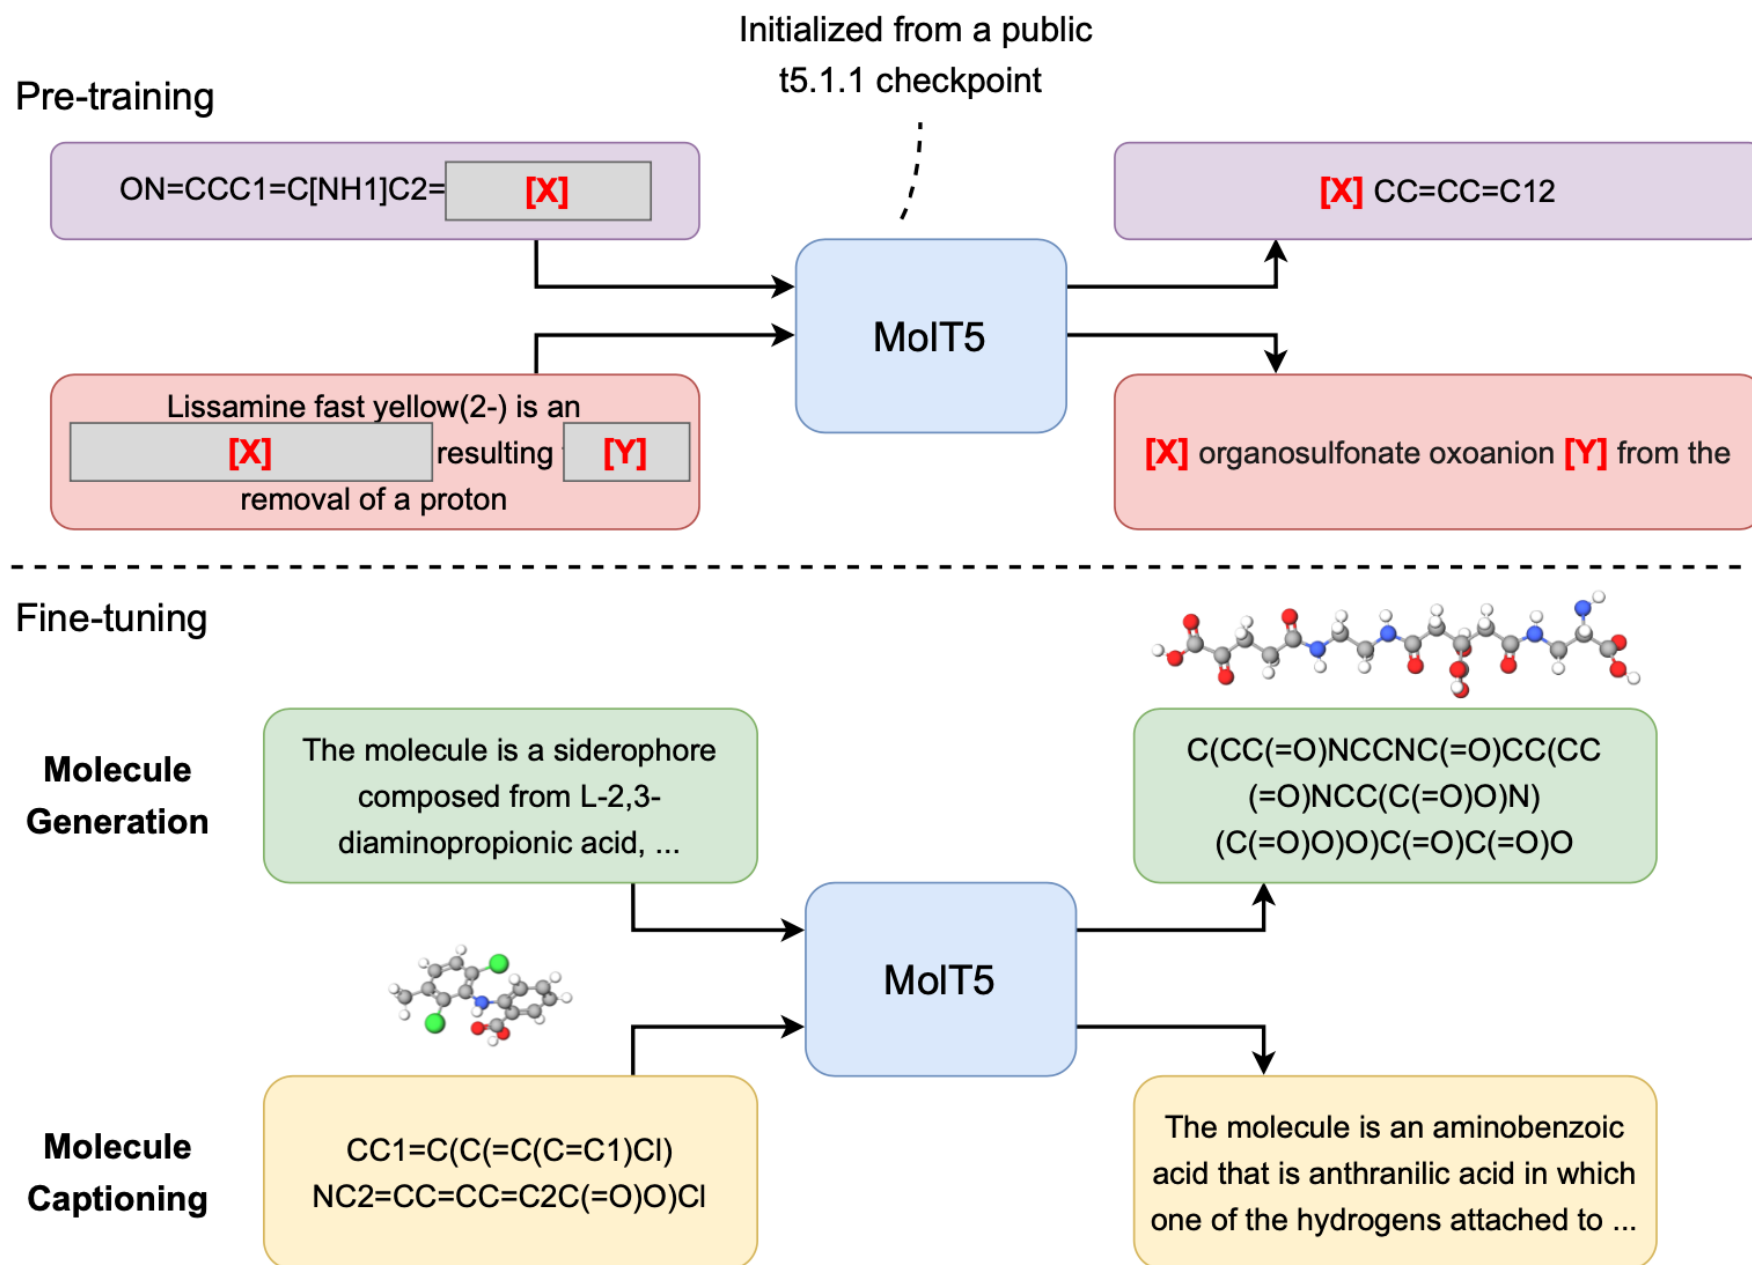 Initialized from a public
t5.1.1 checkpoint
Pre-training
ON=CCC1=C[NH1]C2= [X]
[X] CC=CC=C12
MolT5
Lissamine fast yellow(2-) is an
[X] resulting [Y]
removal of a proton
[X] organosulfonate oxoanion [Y] from the
Fine-tuning
Molecule
Generation
The molecule is a siderophore
composed from L-2,3-
diaminopropionic acid, ...
C(CC(=O)NCCNC(=O)CC(CC
(=O)NCC(C(=O)O)N)
(C(=O)O)O)C(=O)C(=O)O
MolT5
Molecule
Captioning
CC1=C(C(=C(C=C1)Cl)
NC2=CC=CC=C2C(=O)O)Cl
The molecule is an aminobenzoic
acid that is anthranilic acid in which
one of the hydrogens attached to ...